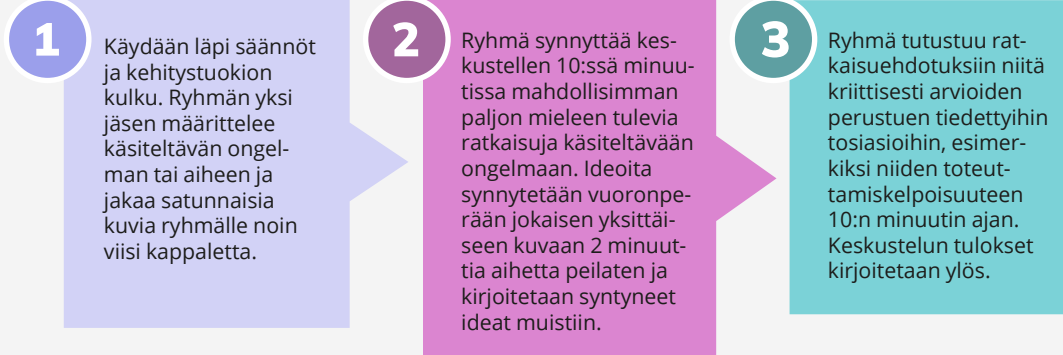 1
Käydään läpi säännöt
ja kehitystuokion
kulku. Ryhmän yksi
jäsen määrittelee
käsiteltävän ongel-
man tai aiheen ja
jakaa satunnaisia
kuvia ryhmälle noin
viisi kappaletta.
2
Ryhmä synnyttää kes-
kustellen 10:ssä minuu-
tissa mahdollisimman
paljon mieleen tulevia
ratkaisuja käsiteltävään
ongelmaan. Ideoita
synnytetään vuoronpe-
rään jokaisen yksittäi-
seen kuvaan 2 minuut-
tia aihetta peilaten ja
kirjoitetaan syntyneet
ideat muistiin.
3
Ryhmä tutustuu rat-
kaisuehdotuksiin niitä
kriittisesti arvioiden
perustuen tiedettyihin
tosiasioihin, esimer-
kiksi niiden toteut-
tamiskelpoisuuteen
10:n minuutin ajan.
Keskustelun tulokset
kirjoitetaan ylös.